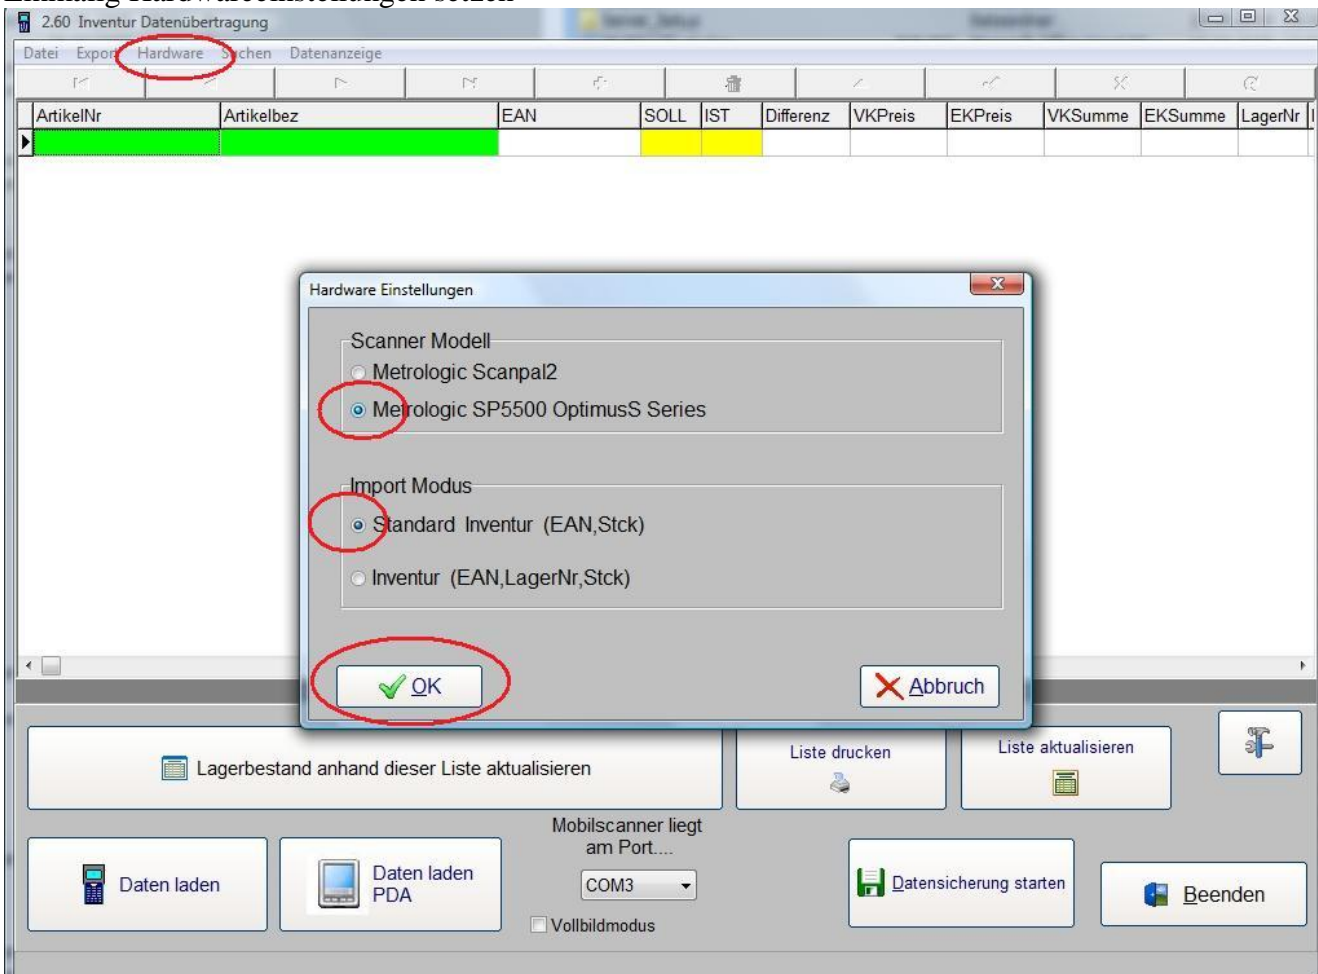 Einmalig Hardwareeinstellungen setzen
2.60 Inventur Datenübertragung
Datei Export Hardware Suchen Datenanzeige
ArtikelNr Artikelbez EAN SOLL IST Differenz VKPreis EKPreis VKSumme EKSumme LagerNr
Hardware Einstellungen
Scanner Modell
Metrologic Scanpal2
Metrologic SP5500 OptimusS Series
Import Modus
Standard Inventur (EAN,Stck)
Inventur (EAN,LagerNr,Stck)
OK Abbruch
Lagerbestand anhand dieser Liste aktualisieren
Liste drucken
Liste aktualisieren
Daten laden
Daten laden
PDA
Mobilscanner liegt
am Port....
COM3
Vollbildmodus
Datensicherung starten
Beenden